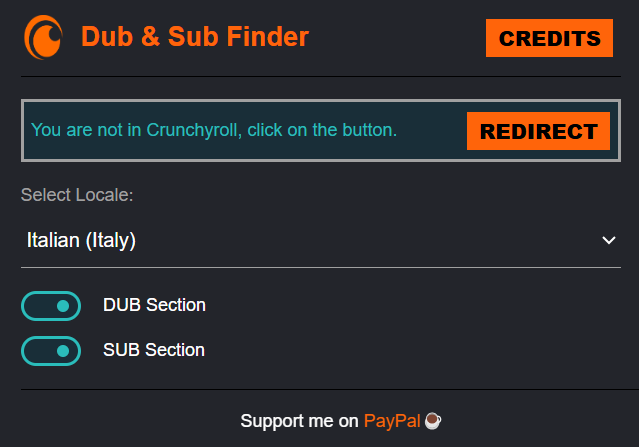 Dub & Sub Finder
CREDITS
You are not in Crunchyroll, click on the button.
REDIRECT
Select Locale:
Italian (Italy)
DUB Section
SUB Section
Support me on PayPal